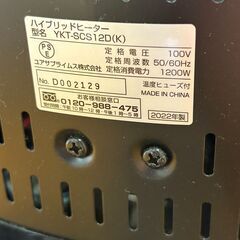 ハイブリッドヒーター
型名 YKT-SCS12D(K)
PS
E
定格電圧 100V
定格周波数 50/60Hz
定格消費電力 1200W
ユアサプライムス株式会社
温度ヒューズ付
MADE IN CHINA
No. D002129
お客様相談窓口
0120-988-475
2022年製